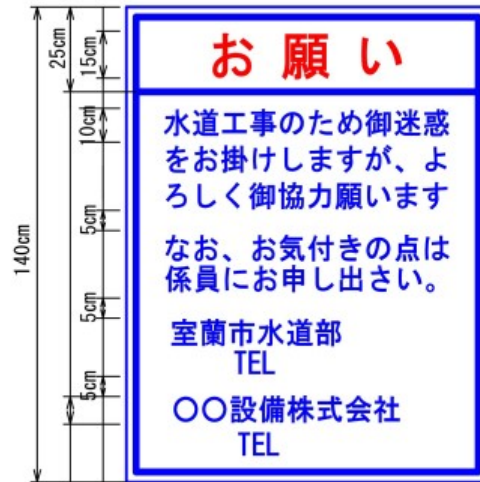 お願い
水道工事のため御迷惑
をお掛けしますが、よ
ろしく御協力願います
なお、お気付きの点は
係員にお申し出さい。
室蘭市水道部
TEL
〇〇設備株式会社
TEL
140cm
25cm
15cm
10cm
5cm
5cm
5cm